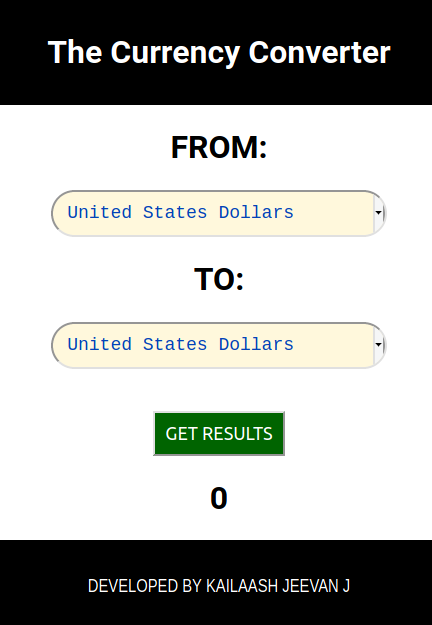 The Currency Converter
FROM:
United States Dollars
TO:
United States Dollars
GET RESULTS
0
DEVELOPED BY KAILAASH JEEVAN J